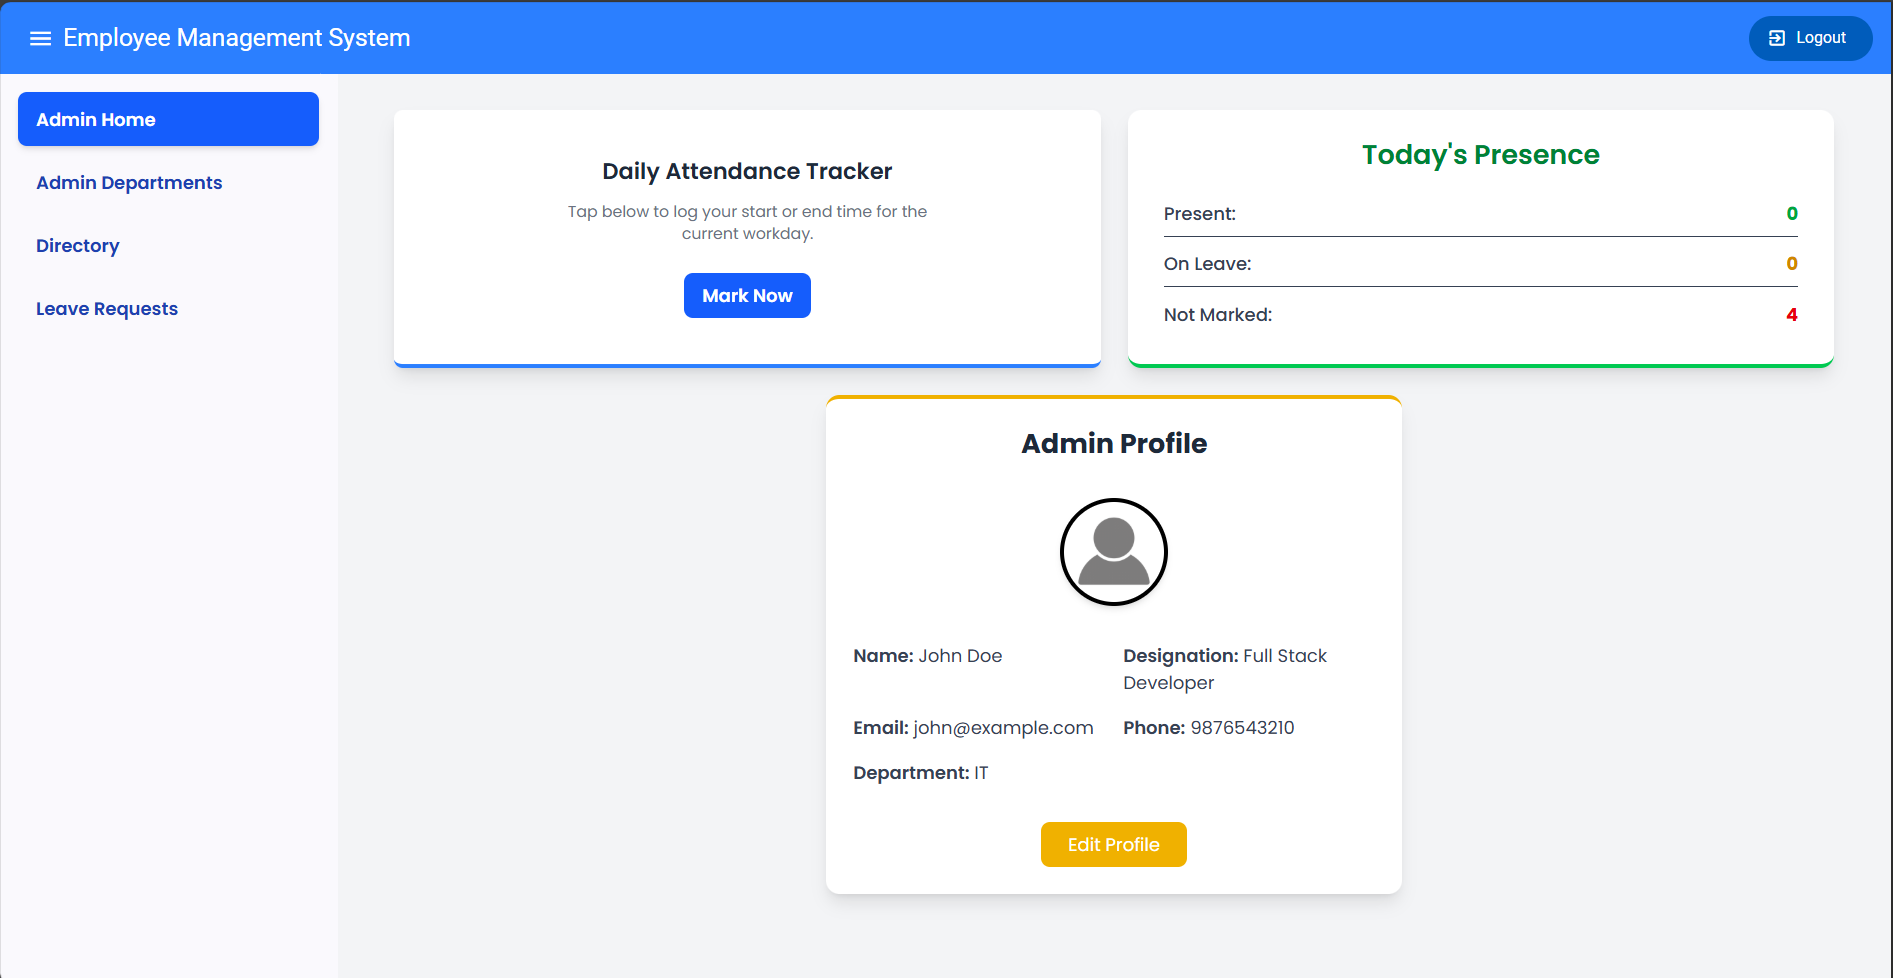 Employee Management System
Logout
Admin Home
Admin Departments
Directory
Leave Requests
Daily Attendance Tracker
Tap below to log your start or end time for the
current workday.
Mark Now
Today's Presence
Present: 0
On Leave: 0
Not Marked: 4
Admin Profile
Name: John Doe
Designation: Full Stack
Developer
Email: john@example.com
Phone: 9876543210
Department: IT
Edit Profile